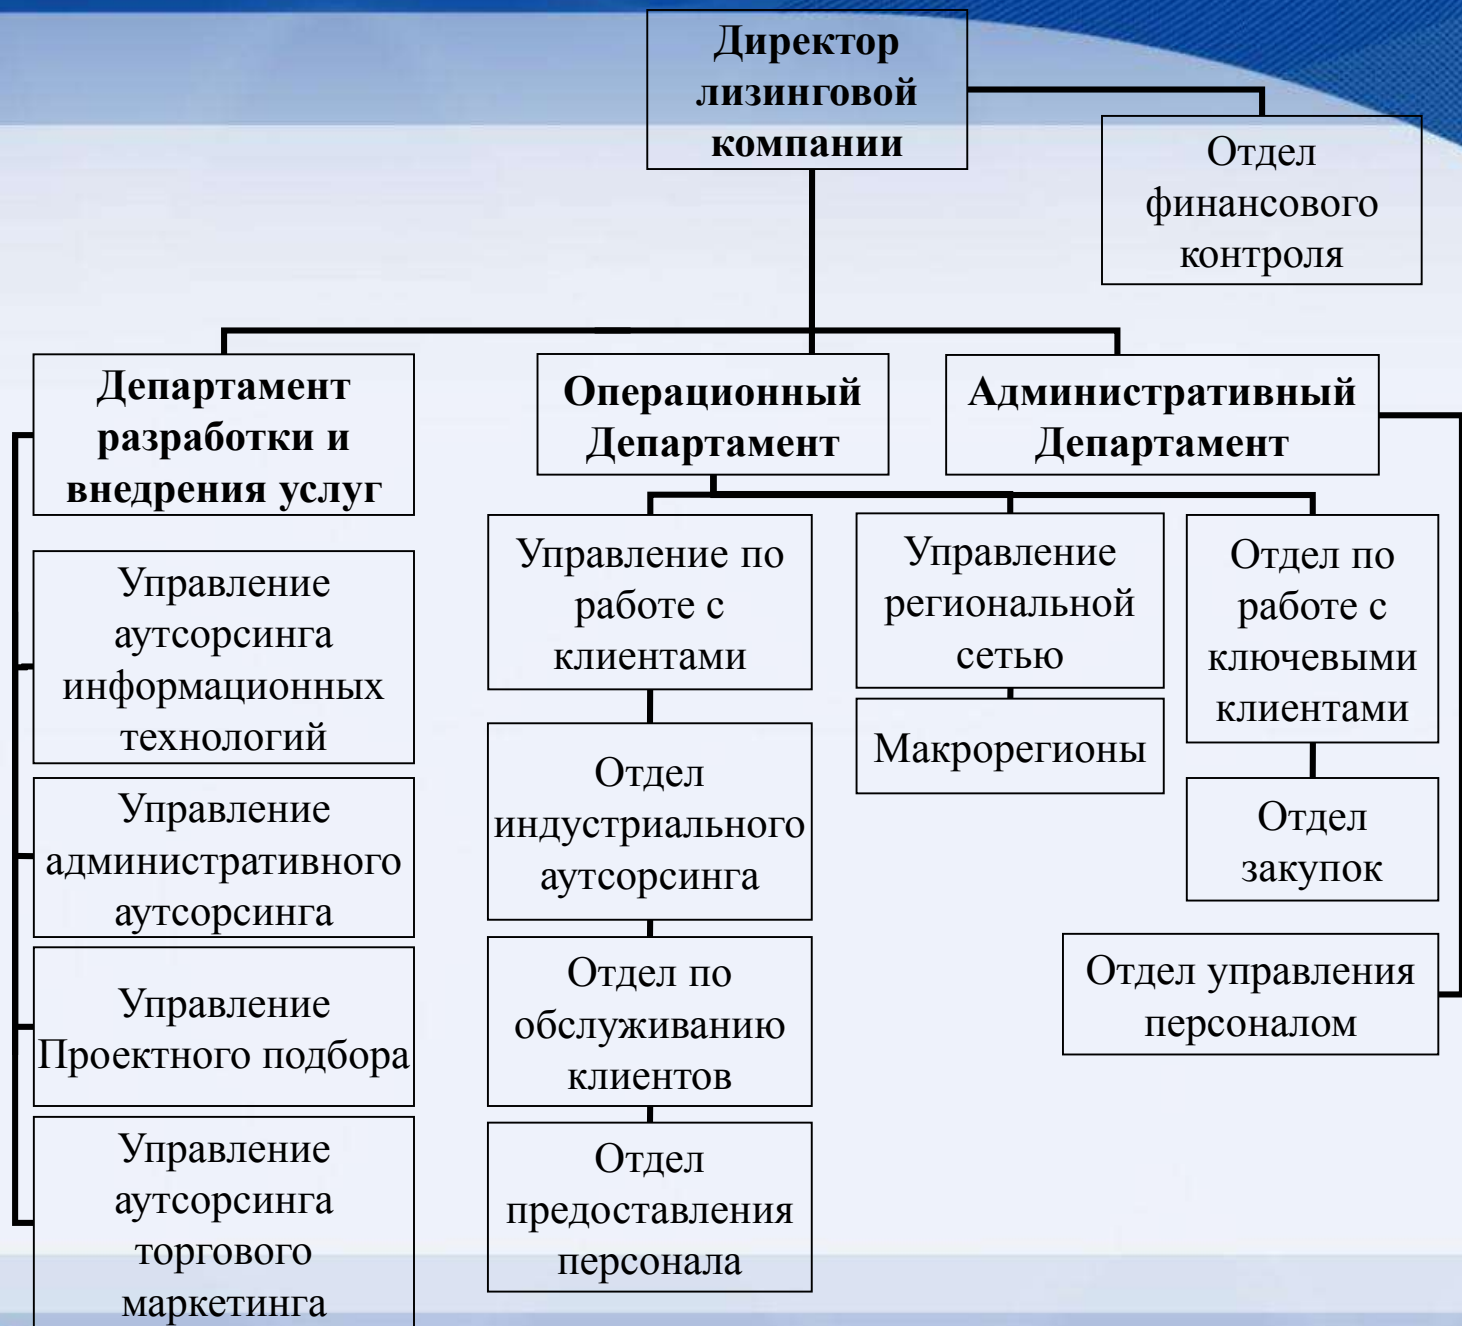 Директор
лизинговой
компании
Отдел
финансового
контроля
Департамент
разработки и
внедрения услуг
Операционный
Департамент
Административный
Департамент
Управление
аутсорсинга
информационных
технологий
Управление
административного
аутсорсинга
Управление
Проектного подбора
Управление
аутсорсинга
торгового
маркетинга
Управление по
работе с
клиентами
Отдел
индустриального
аутсорсинга
Отдел по
обслуживанию
клиентов
Отдел
предоставления
персонала
Управление
региональной
сетью
Макрорегионы
Отдел по
работе с
ключевыми
клиентами
Отдел
закупок
Отдел управления
персоналом